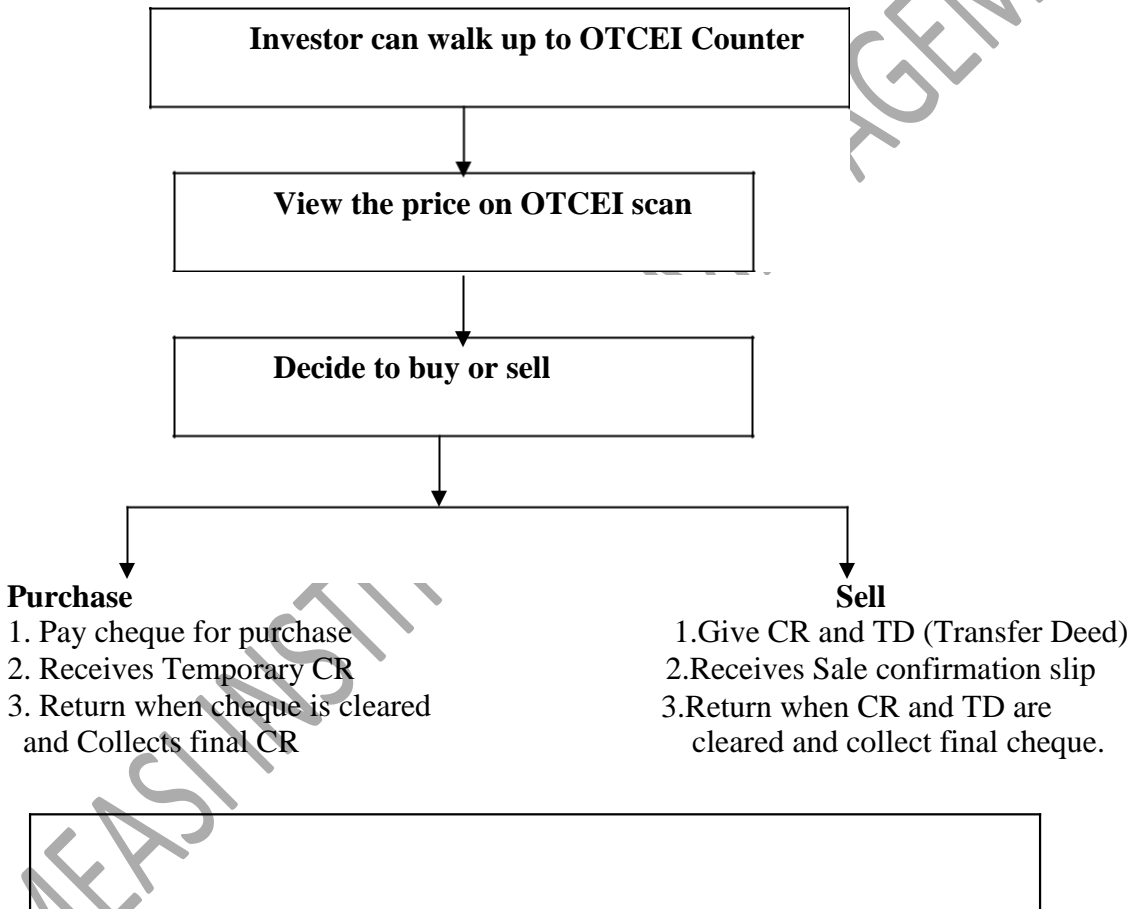 Investor can walk up to OTCEI Counter
View the price on OTCEI scan
Decide to buy or sell
Purchase
1. Pay cheque for purchase
2. Receives Temporary CR
3. Return when cheque is cleared
and Collects final CR
Sell
1.Give CR and TD (Transfer Deed)
2.Receives Sale confirmation slip
3.Return when CR and TD are
cleared and collect final cheque.